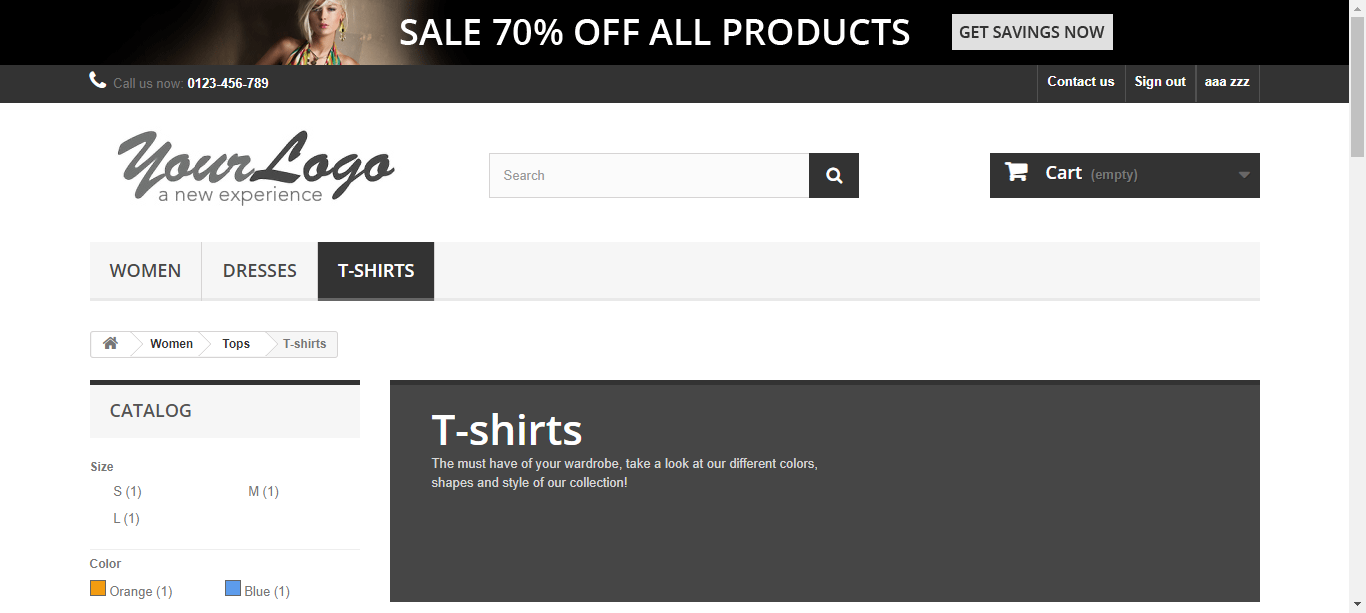 SALE 70% OFF ALL PRODUCTS
GET SAVINGS NOW
Call us now: 0123-456-789
Contact us
Sign out
aaa zzz
YourLogo
a new experience
Search
Cart (empty)
WOMEN
DRESSES
T-SHIRTS
Women
Tops
T-shirts
CATALOG
Size
S (1)
M (1)
L (1)
Color
Orange (1)
Blue (1)
T-shirts
The must have of your wardrobe, take a look at our different colors,
shapes and style of our collection!